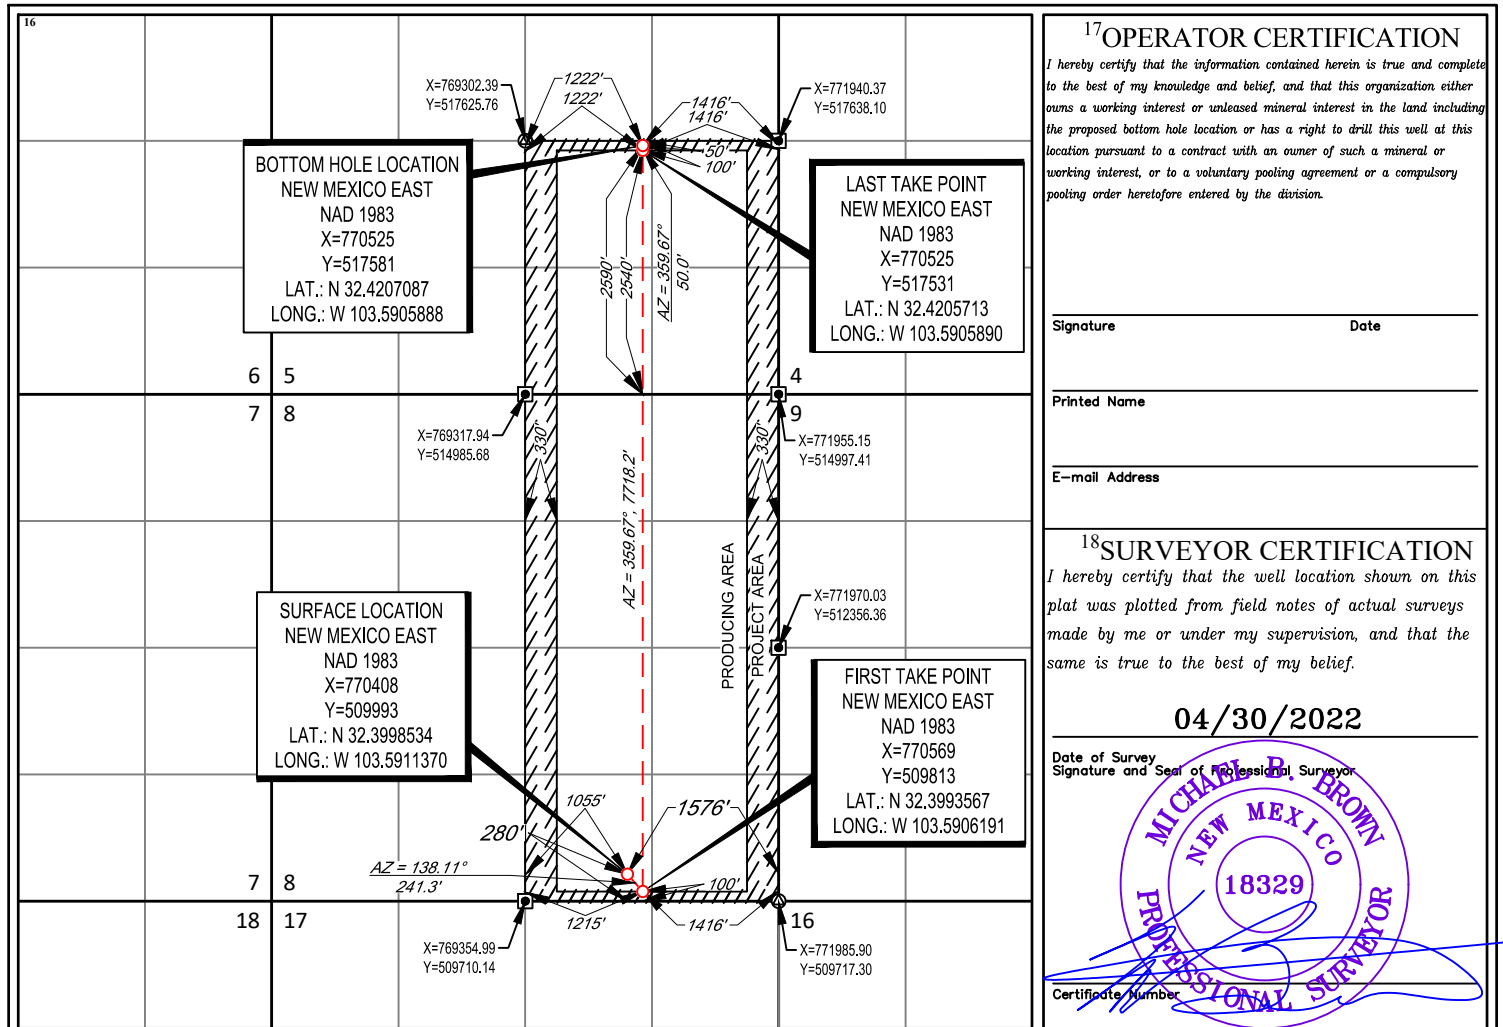 16
X=769302.39
Y=517625.76
1222'
1222'
1416'
1416'
X=771940.37
Y=517638.10
50'
100'
BOTTOM HOLE LOCATION
NEW MEXICO EAST
NAD 1983
X=770525
Y=517581
LAT.: N 32.4207087
LONG.: W 103.5905888
LAST TAKE POINT
NEW MEXICO EAST
NAD 1983
X=770525
Y=517531
LAT.: N 32.4205713
LONG.: W 103.5905890
2590'
2540'
AZ = 359.67°
50.0'
6 5
4
7 8
9
X=769317.94
Y=514985.68
330'
330'
X=771955.15
Y=514997.41
AZ = 359.67°, 7718.2'
PRODUCING AREA
PROJECT AREA
X=771970.03
Y=512356.36
SURFACE LOCATION
NEW MEXICO EAST
NAD 1983
X=770408
Y=509993
LAT.: N 32.3998534
LONG.: W 103.5911370
FIRST TAKE POINT
NEW MEXICO EAST
NAD 1983
X=770569
Y=509813
LAT.: N 32.3993567
LONG.: W 103.5906191
1055'
1576'
280'
AZ = 138.11°
241.3'
100'
7 8
18 17
16
1215'
1416'
X=769354.99
Y=509710.14
X=771985.90
Y=509717.30
17OPERATOR CERTIFICATION
I hereby certify that the information contained herein is true and complete
to the best of my knowledge and belief, and that this organization either
owns a working interest or unleased mineral interest in the land including
the proposed bottom hole location or has a right to drill this well at this
location pursuant to a contract with an owner of such a mineral or
working interest, or to a voluntary pooling agreement or a compulsory
pooling order heretofore entered by the division.
Signature Date
Printed Name
E-mail Address
18SURVEYOR CERTIFICATION
I hereby certify that the well location shown on this
plat was plotted from field notes of actual surveys
made by me or under my supervision, and that the
same is true to the best of my belief.
04/30/2022
Date of Survey
Signature and Seal of Professional Surveyor
MICHAEL B. BROWN
NEW MEXICO
18329
PROFESSIONAL SURVEYOR
Certificate Number